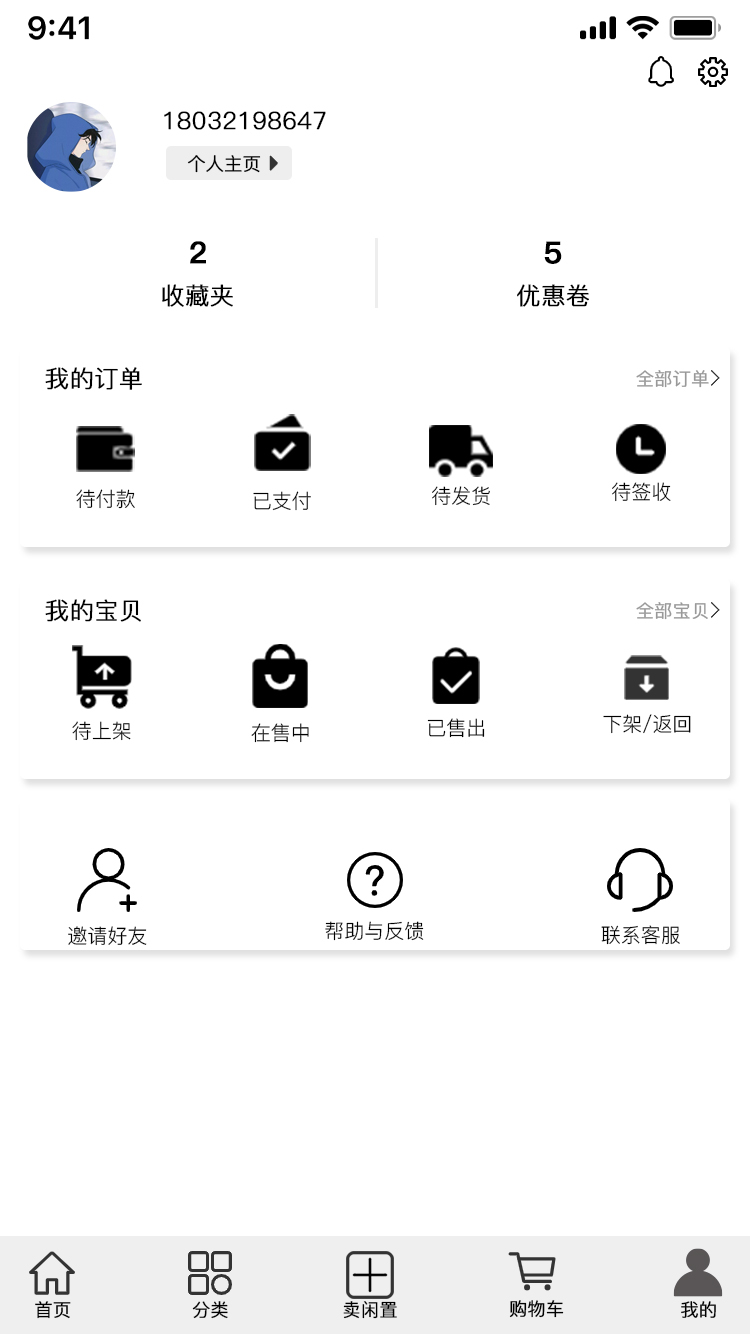 9:41
18032198647
个人主页
2
5
收藏夹
优惠卷
我的订单
全部订单
待付款
已支付
待发货
待签收
我的宝贝
全部宝贝
待上架
在售中
已售出
下架/返回
邀请好友
帮助与反馈
联系客服
首页
分类
卖闲置
购物车
我的